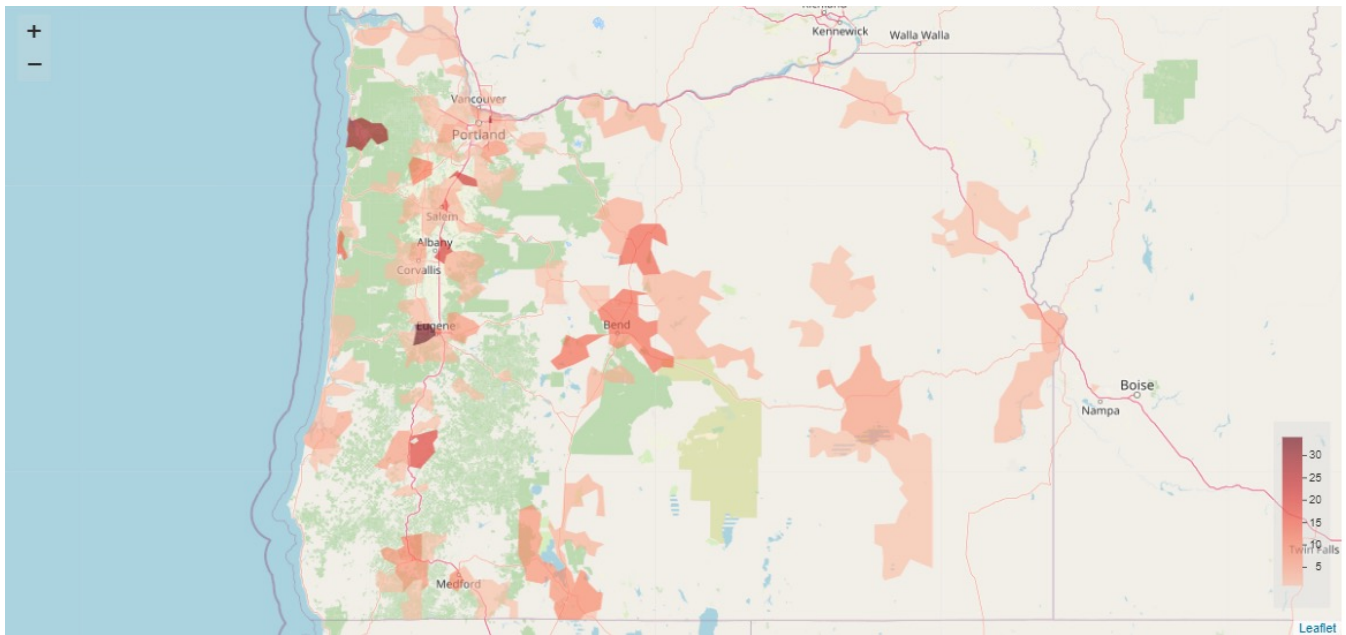 +
Richland
Kennewick
Walla Walla
−
Vancouver
Portland
Salem
Albany
Corvallis
Eugene
Bend
Boise
Nampa
30
25
20
15
10
5
Twin Falls
Medford
Leaflet